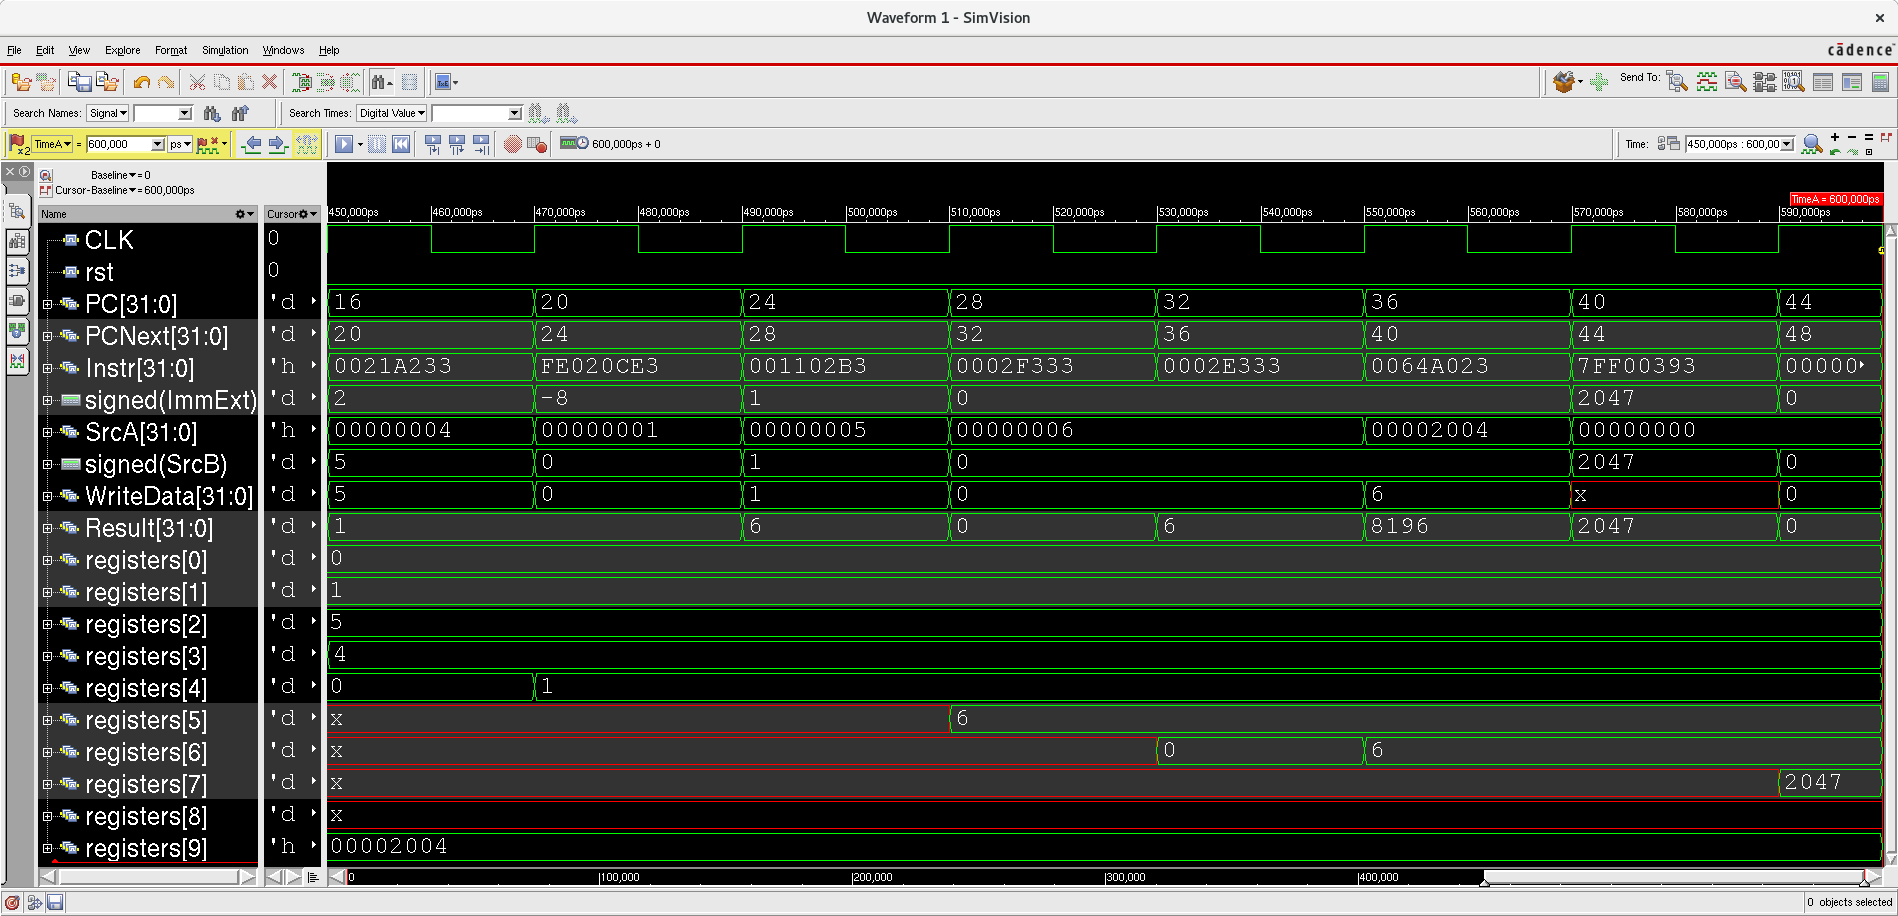 Waveform 1 - SimVision
File Edit View Explore Format Simulation Windows Help
cādence
Send To:
Search Names: Signal Search Times: Digital Value
x2 TimeA = 600,000 ps 600,000ps + 0 Time: 450,000ps : 600,00
Baseline = 0
Cursor-Baseline = 600,000ps
TimeA = 600,000ps
Name Cursor 450,000ps 460,000ps 470,000ps 480,000ps 490,000ps 500,000ps 510,000ps 520,000ps 530,000ps 540,000ps 550,000ps 560,000ps 570,000ps 580,000ps 590,000ps
CLK 0
rst 0
PC[31:0] 'd 16 20 24 28 32 36 40 44
PCNext[31:0] 'd 20 24 28 32 36 40 44 48
Instr[31:0] 'h 0021A233 FE020CE3 001102B3 0002F333 0002E333 0064A023 7FF00393 00000
signed(ImmExt) 'd 2 -8 1 0 2047 0
SrcA[31:0] 'h 00000004 00000001 00000005 00000006 00002004 00000000
signed(SrcB) 'd 5 0 1 0 2047 0
WriteData[31:0] 'd 5 0 1 0 6 x 0
Result[31:0] 'd 1 6 0 6 8196 2047 0
registers[0] 'd 0
registers[1] 'd 1
registers[2] 'd 5
registers[3] 'd 4
registers[4] 'd 0 1
registers[5] 'd x 6
registers[6] 'd x 0 6
registers[7] 'd x 2047
registers[8] 'd x
registers[9] 'h 00002004
0 100,000 200,000 300,000 400,000
0 objects selected